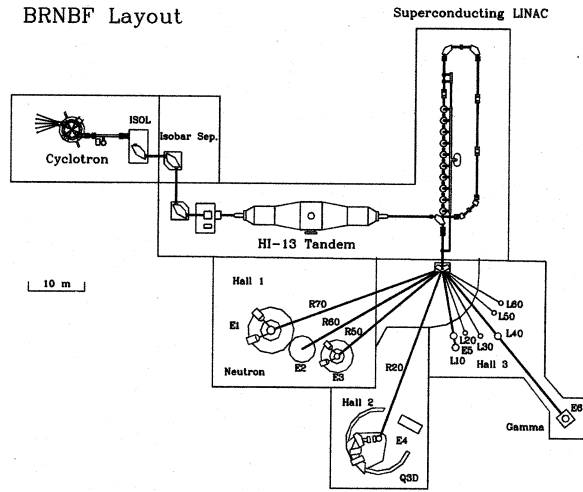 BRNBF Layout
Superconducting LINAC
ISOL
Isobar Sep.
Cyclotron
HI-13 Tandem
10 m
Hall 1
R70
R60
R50
L60
L50
E1
L40
L20
L30
E5
E2
E3
L10
Hall 3
R20
Neutron
Hall 2
E6
E4
Gamma
Q3D